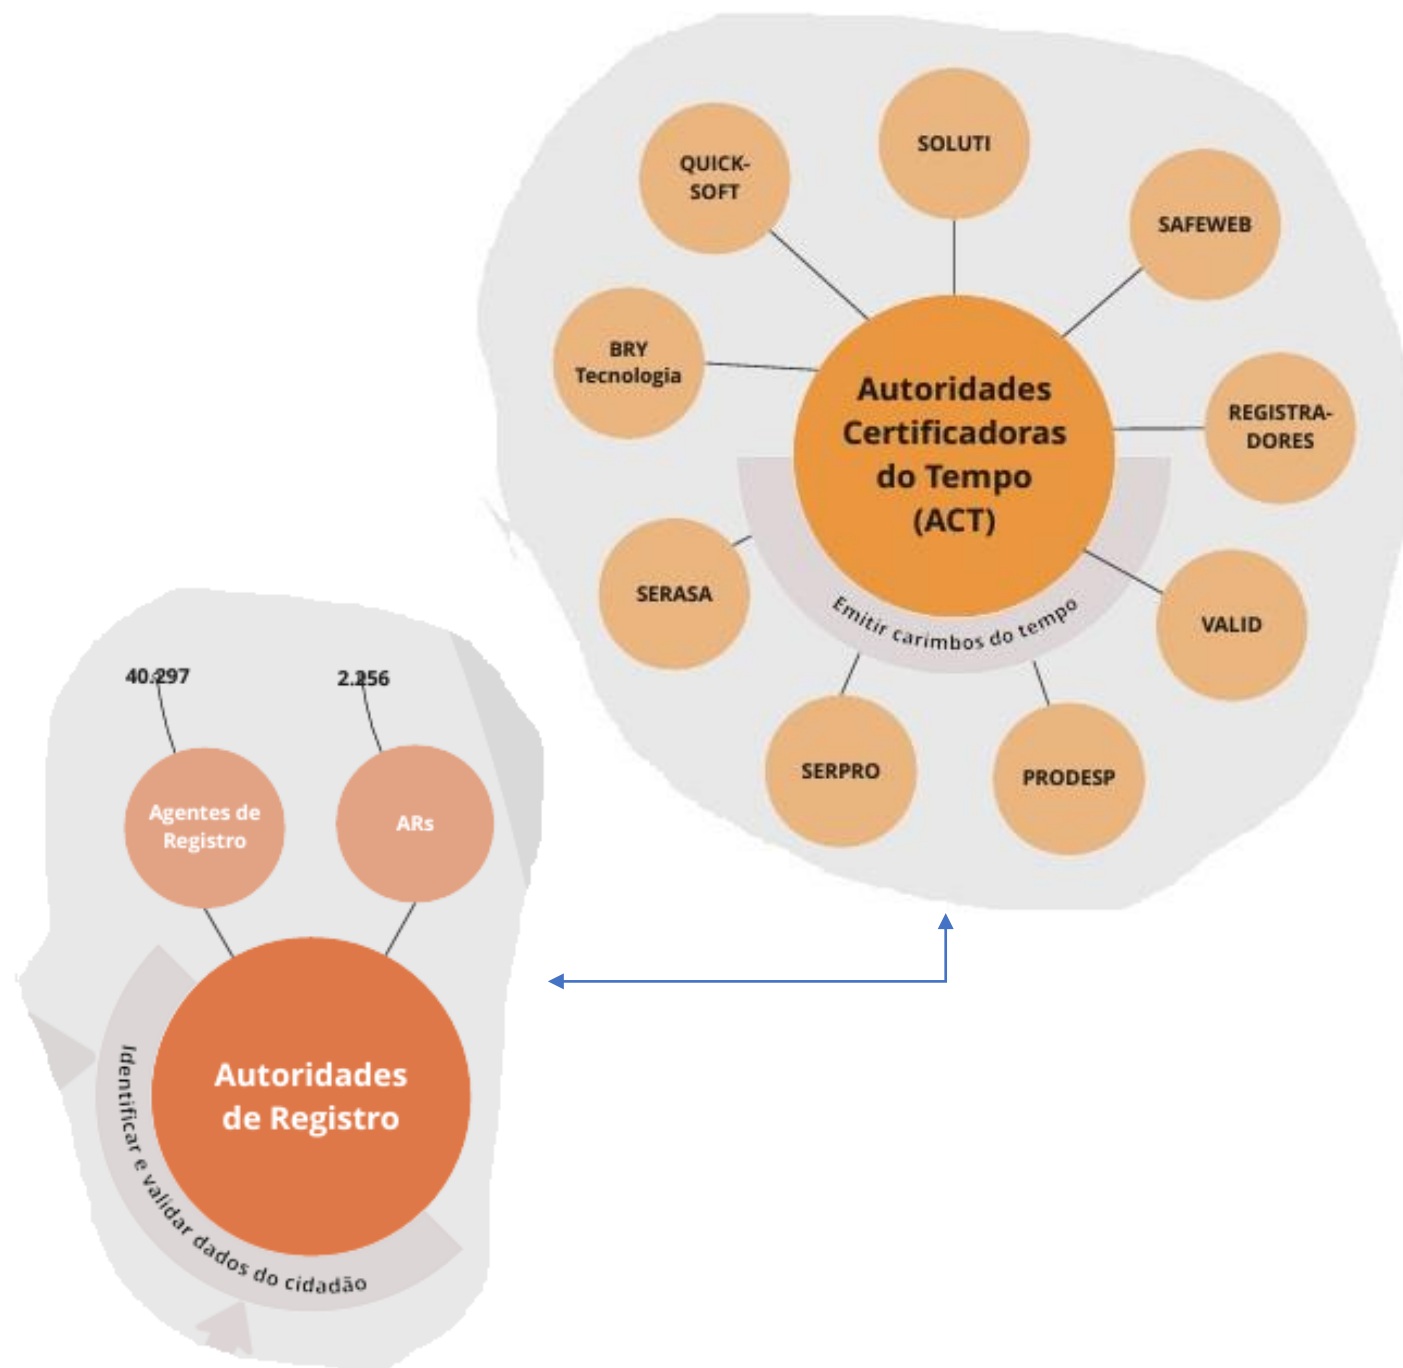 SOLUTI
QUICK-
SOFT
SAFEWEB
BRY
Tecnologia
REGISTRA-
DORES
Autoridades
Certificadoras
do Tempo
(ACT)
SERASA
VALID
Emitir carimbos do tempo
SERPRO
PRODESP
40.297
2.256
Agentes de
Registro
ARs
Autoridades
de Registro
Identificar e validar dados do cidadão